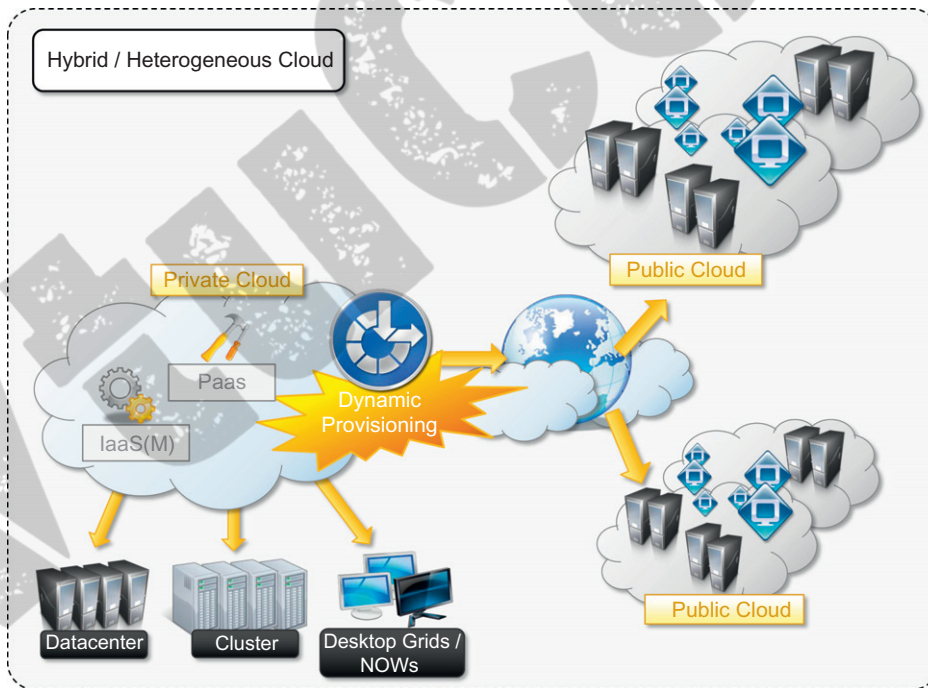 Hybrid / Heterogeneous Cloud
Public Cloud
Private Cloud
Paas
IaaS(M)
Dynamic
Provisioning
Public Cloud
Datacenter
Cluster
Desktop Grids /
NOWs